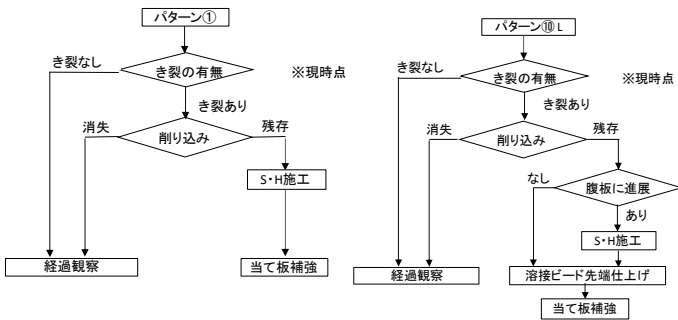 パターン①
き裂なし
き裂の有無
※現時点
き裂あり
消失
削り込み
残存
S・H施工
経過観察
当て板補強
パターン⑩L
き裂なし
き裂の有無
※現時点
き裂あり
消失
削り込み
残存
なし
腹板に進展
あり
S・H施工
経過観察
溶接ビード先端仕上げ
当て板補強